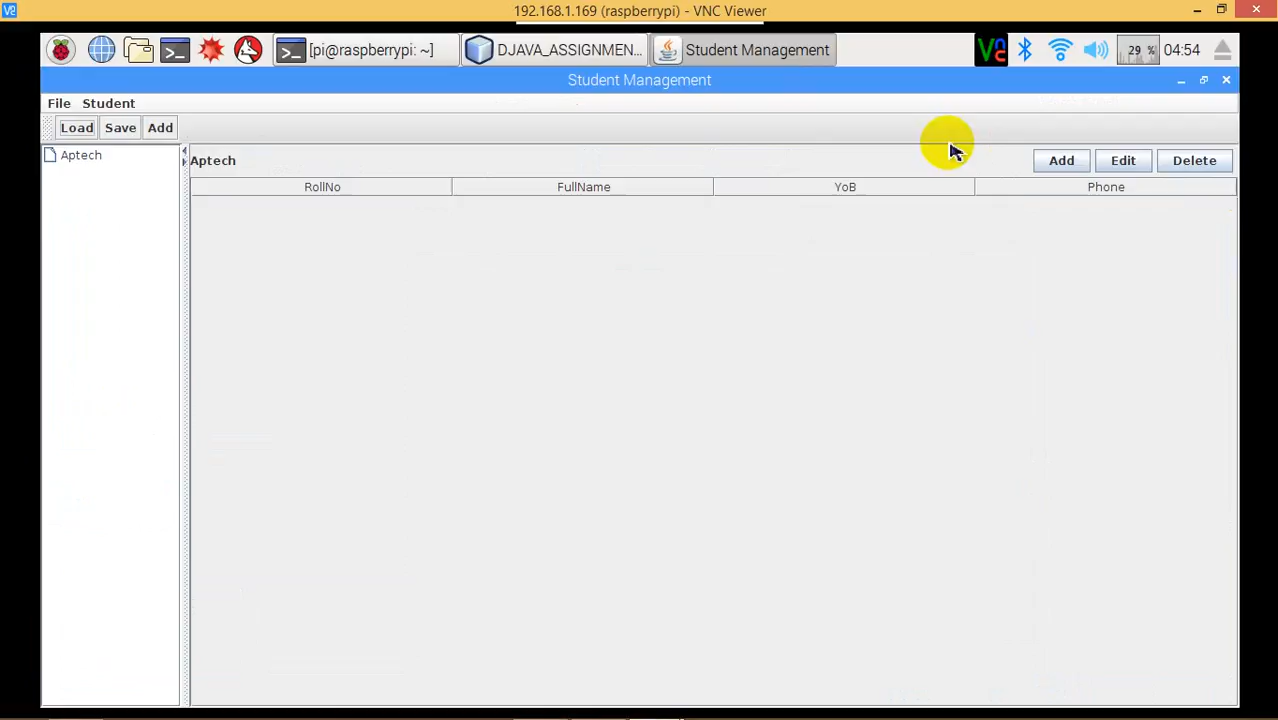 192.168.1.169 (raspberrypi) - VNC Viewer
[pi@raspberrypi: ~] DJAVA_ASSIGNMEN... Student Management 29 % 04:54
Student Management
File Student
Load Save Add
Aptech
Aptech Add Edit Delete
RollNo FullName YoB Phone